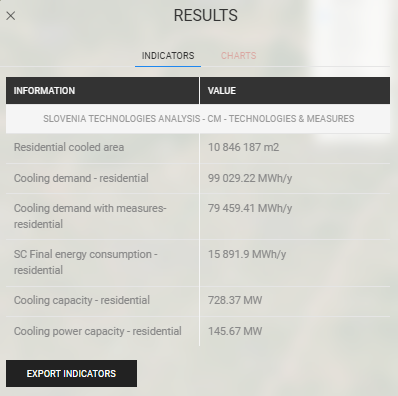 RESULTS
INDICATORS CHARTS
INFORMATION VALUE
SLOVENIA TECHNOLOGIES ANALYSIS - CM - TECHNOLOGIES & MEASURES
Residential cooled area 10 846 187 m2
Cooling demand - residential 99 029.22 MWh/y
Cooling demand with measures- 79 459.41 MWh/y
residential
SC Final energy consumption - 15 891.9 MWh/y
residential
Cooling capacity - residential 728.37 MW
Cooling power capacity - residential 145.67 MW
EXPORT INDICATORS